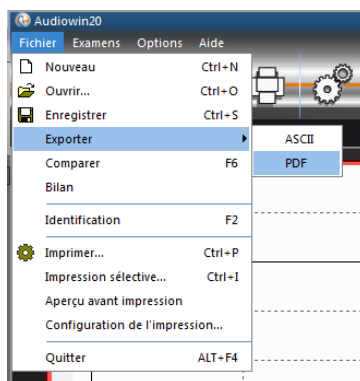 Audiowin20
Fichier Examens Options Aide
Nouveau Ctrl+N
Ouvrir... Ctrl+O
Enregistrer Ctrl+S
Exporter
ASCII
Comparer F6
PDF
Bilan
Identification F2
Imprimer... Ctrl+P
Impression sélective... Ctrl+I
Aperçu avant impression
Configuration de l'impression...
Quitter ALT+F4